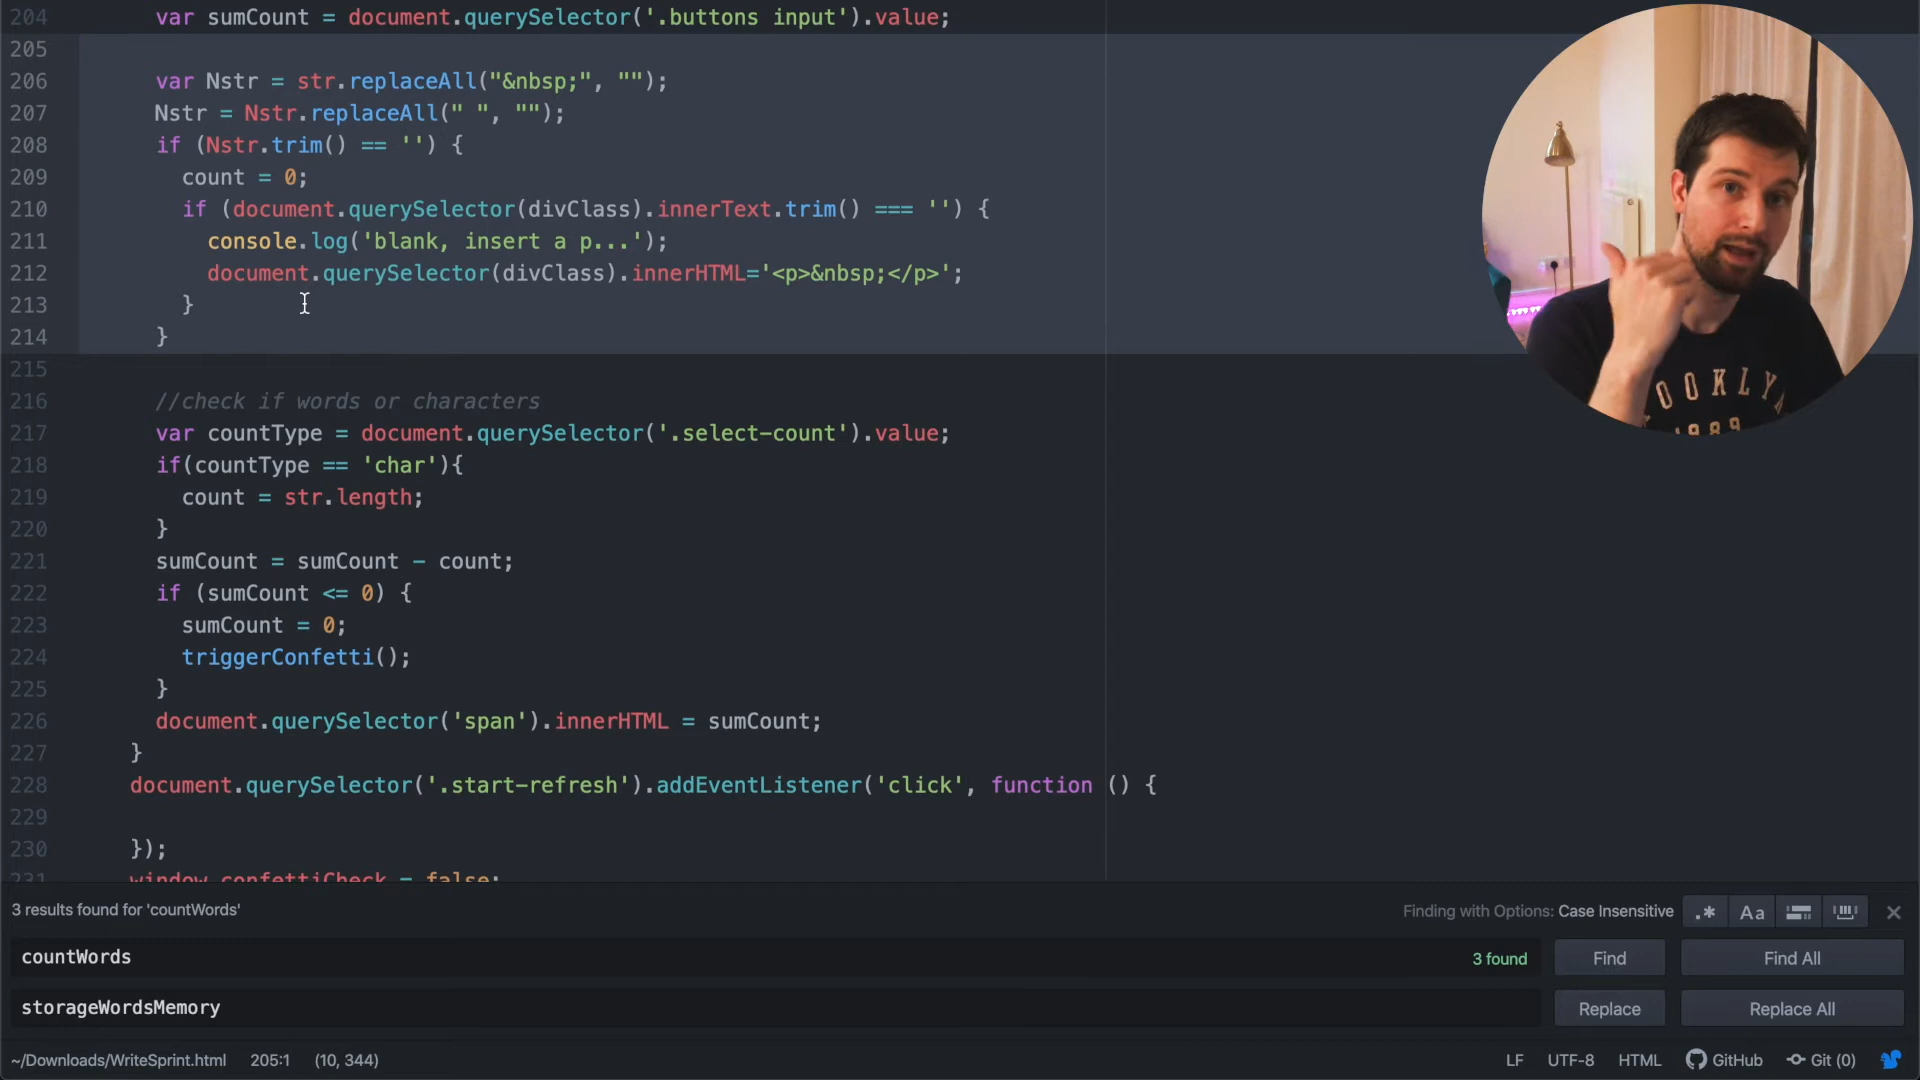 204 var sumCount = document.querySelector('.buttons input').value;
205
206 var Nstr = str.replaceAll("&nbsp;", "");
207 Nstr = Nstr.replaceAll(" ", "");
208 if (Nstr.trim() == '') {
209 count = 0;
210 if (document.querySelector(divClass).innerText.trim() === '') {
211 console.log('blank, insert a p...');
212 document.querySelector(divClass).innerHTML='<p>&nbsp;</p>';
213 }
214 }
215
216 //check if words or characters
217 var countType = document.querySelector('.select-count').value;
218 if(countType == 'char'){
219 count = str.length;
220 }
221 sumCount = sumCount - count;
222 if (sumCount <= 0) {
223 sumCount = 0;
224 triggerConfetti();
225 }
226 document.querySelector('span').innerHTML = sumCount;
227 }
228 document.querySelector('.start-refresh').addEventListener('click', function () {
229
230 });
231 window.confettiCheck = false;
OOKLY
1989
3 results found for 'countWords'
Finding with Options: Case Insensitive
.* Aa
countWords
3 found
Find
Find All
storageWordsMemory
Replace
Replace All
~/Downloads/WriteSprint.html 205:1 (10, 344)
LF UTF-8 HTML GitHub Git (0)